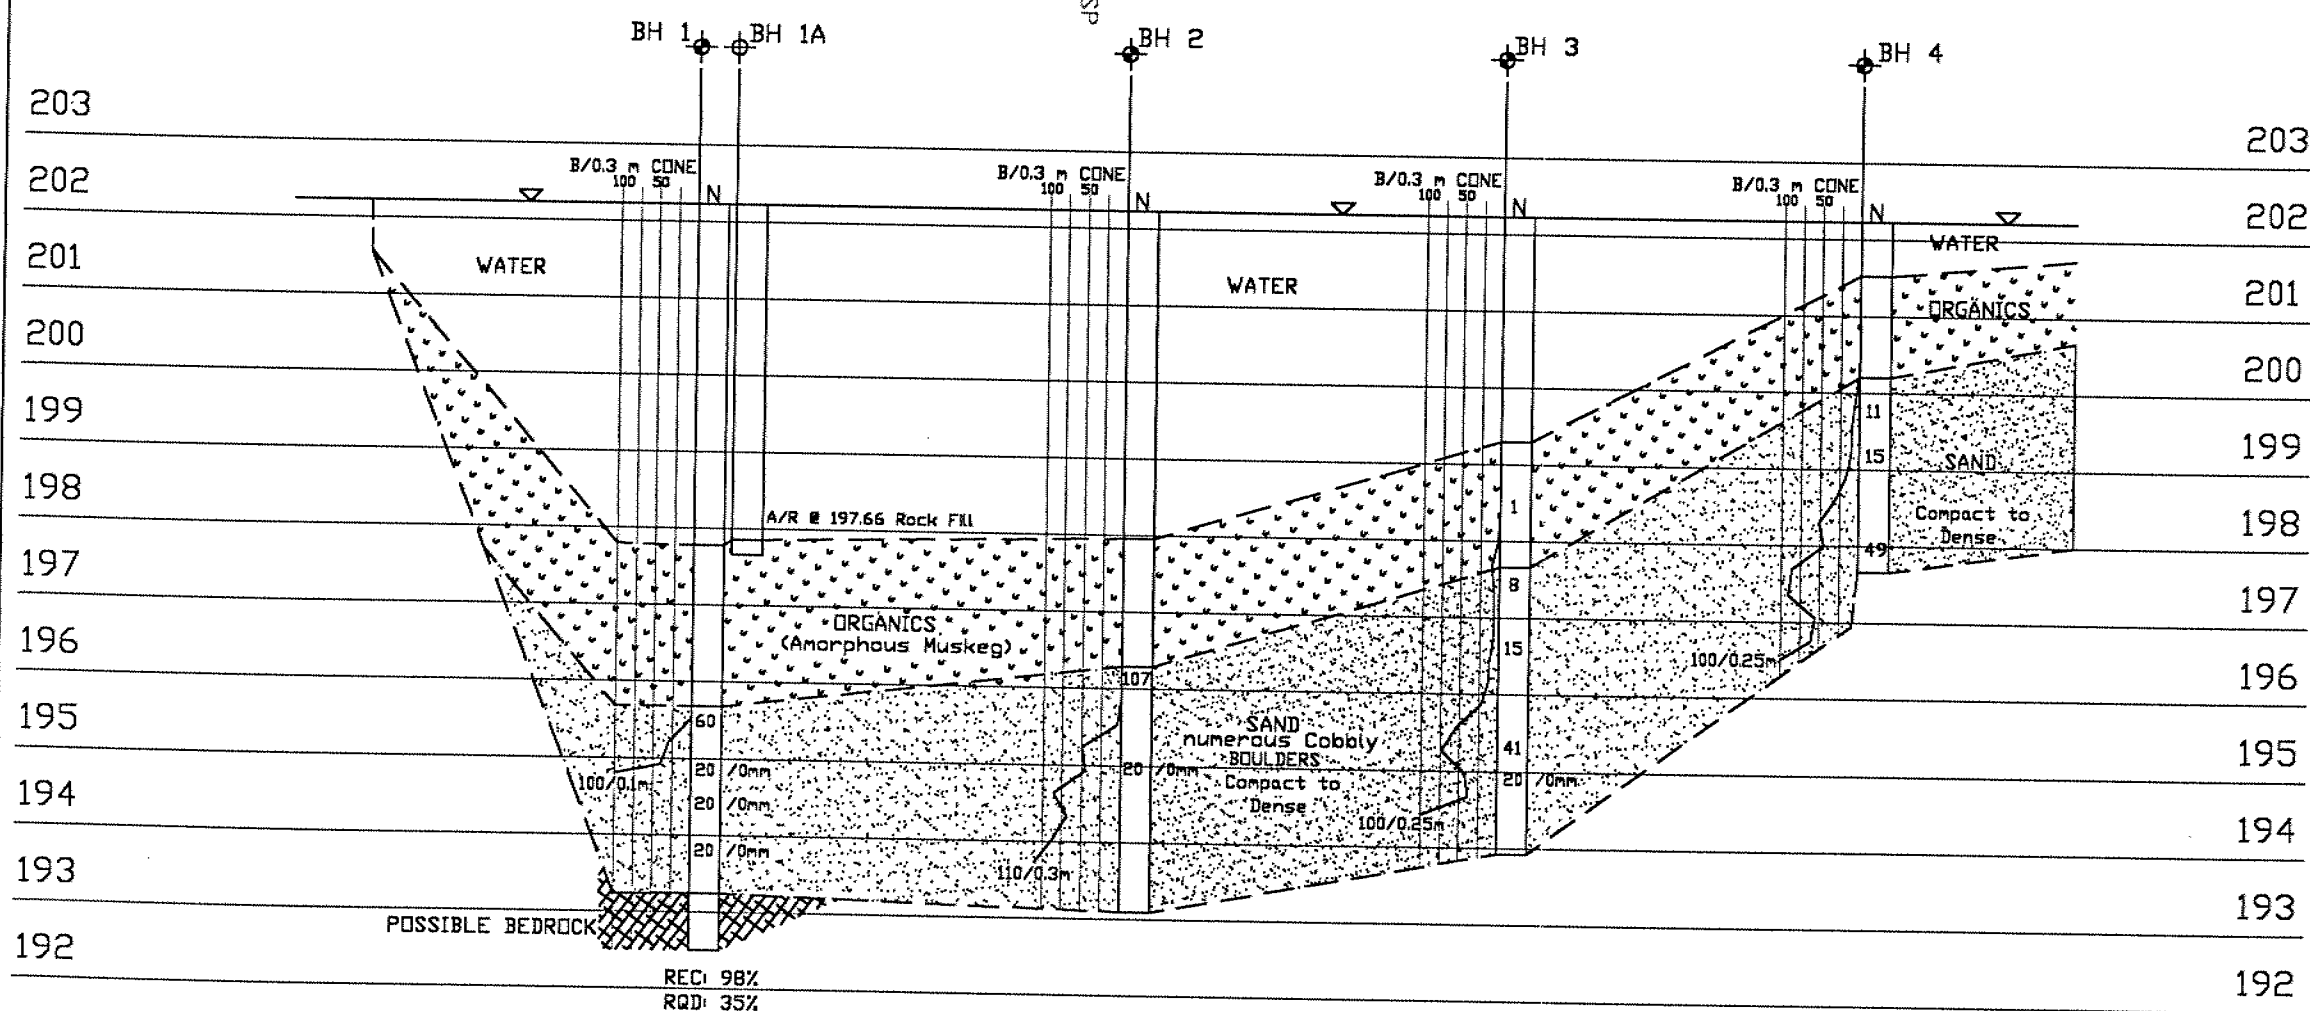 SP
BH 1 BH 1A BH 2 BH 3 BH 4
203 203
B/0.3 m CONE B/0.3 m CONE B/0.3 m CONE B/0.3 m CONE
100 50 100 50 100 50 100 50
N N N N
202 202
WATER WATER WATER
201 201
ORGANICS
200 200
11
199 199
15
SAND
Compact to
Dense
49
198 198
A/R @ 197.66 Rock Fill
1
197 197
8
ORGANICS
(Amorphous Muskeg)
15
100/0.25m
196 196
107
60
SAND
numerous Cobbly
BOULDERS
Compact to
Dense
41
195 195
20 /0mm 20 /0mm 20 /0mm
100/0.1m
20 /0mm
100/0.25m
194 194
20 /0mm
110/0.3m
193 193
POSSIBLE BEDROCK
192 192
REC: 98%
RQD: 35%